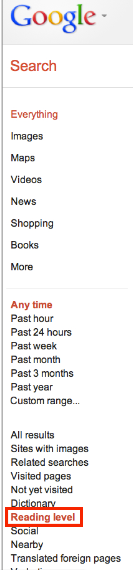 Google
Search
Everything
Images
Maps
Videos
News
Shopping
Books
More
Any time
Past hour
Past 24 hours
Past week
Past month
Past 3 months
Past year
Custom range...
All results
Sites with images
Related searches
Visited pages
Not yet visited
Dictionary
Reading level
Social
Nearby
Translated foreign pages